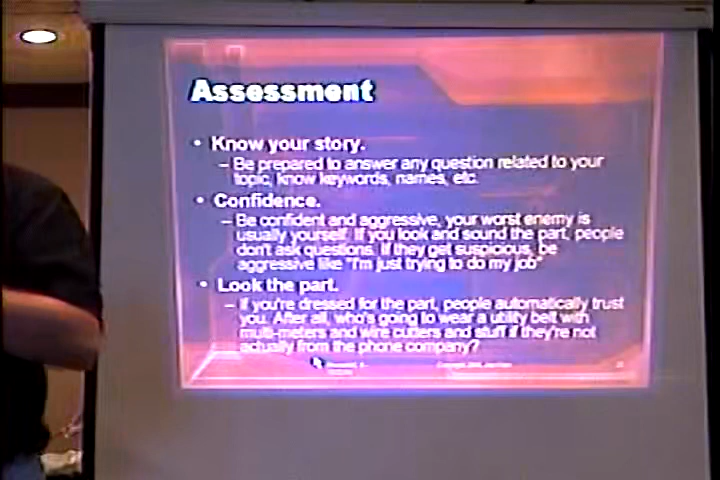 Assessment
• Know your story.
– Be prepared to answer any question related to your
topic, know keywords, names, etc.
• Confidence.
– Be confident and aggressive, your worst enemy is
usually yourself. If you look and sound the part, people
don't ask questions. If they get suspicious, be
aggressive like "I'm just trying to do my job"
• Look the part.
– If you're dressed for the part, people automatically trust
you. After all, who's going to wear a utility belt with
multi-meters and wire cutters and stuff if they're not
actually from the phone company?